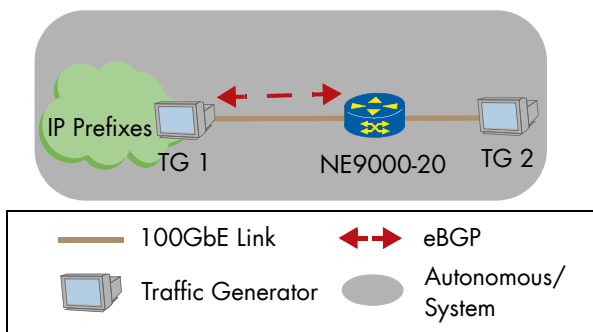 IP Prefixes
TG 1
NE9000-20
TG 2
100GbE Link
eBGP
Traffic Generator
Autonomous/
System